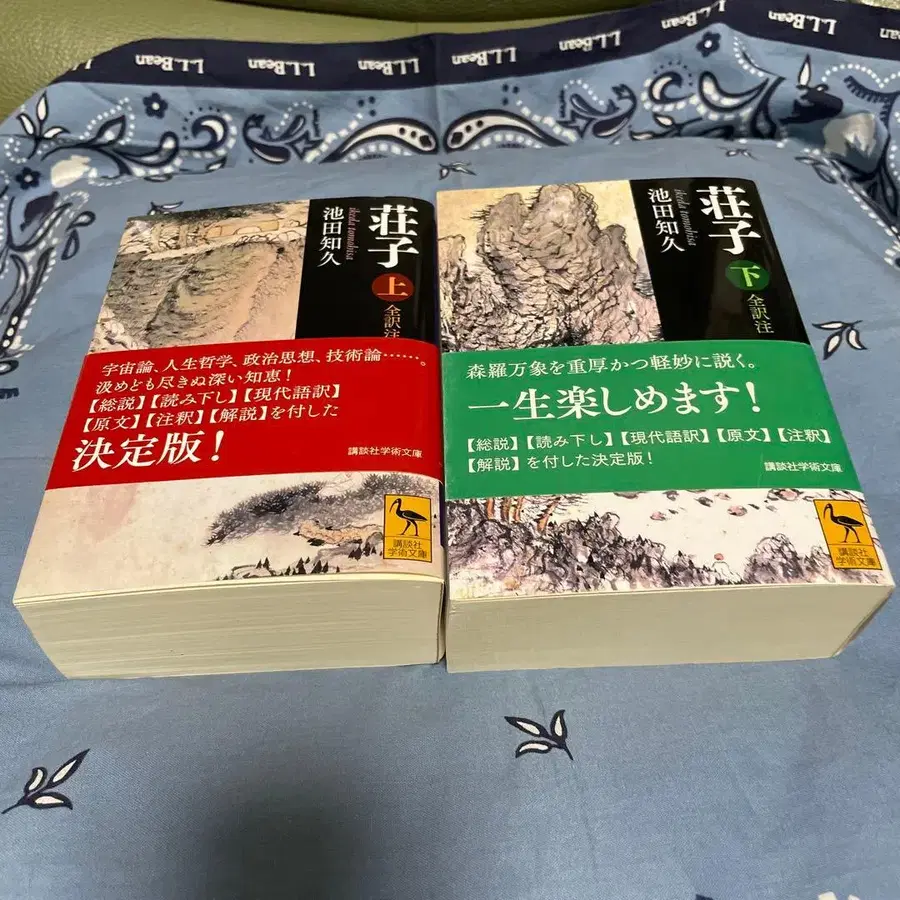 L.L.Bean
L.L.Bean
L.L.Bean
L.L.Bean
L.L.Bean
L.L.Bean
L.L.Bean
荘子 上 全訳注
ikeda tomohisa
池田知久
宇宙論、人生哲学、政治思想、技術論……。
汲めども尽きぬ深い知恵!
【総説】【読み下し】【現代語訳】
【原文】【注釈】【解説】を付した
決定版!
講談社学術文庫
講談社
学術文庫
荘子 下 全訳注
ikeda tomohisa
池田知久
森羅万象を重厚かつ軽妙に説く。
一生楽しめます!
【総説】【読み下し】【現代語訳】【原文】【注釈】
【解説】を付した決定版!
講談社学術文庫
講談社
学術文庫